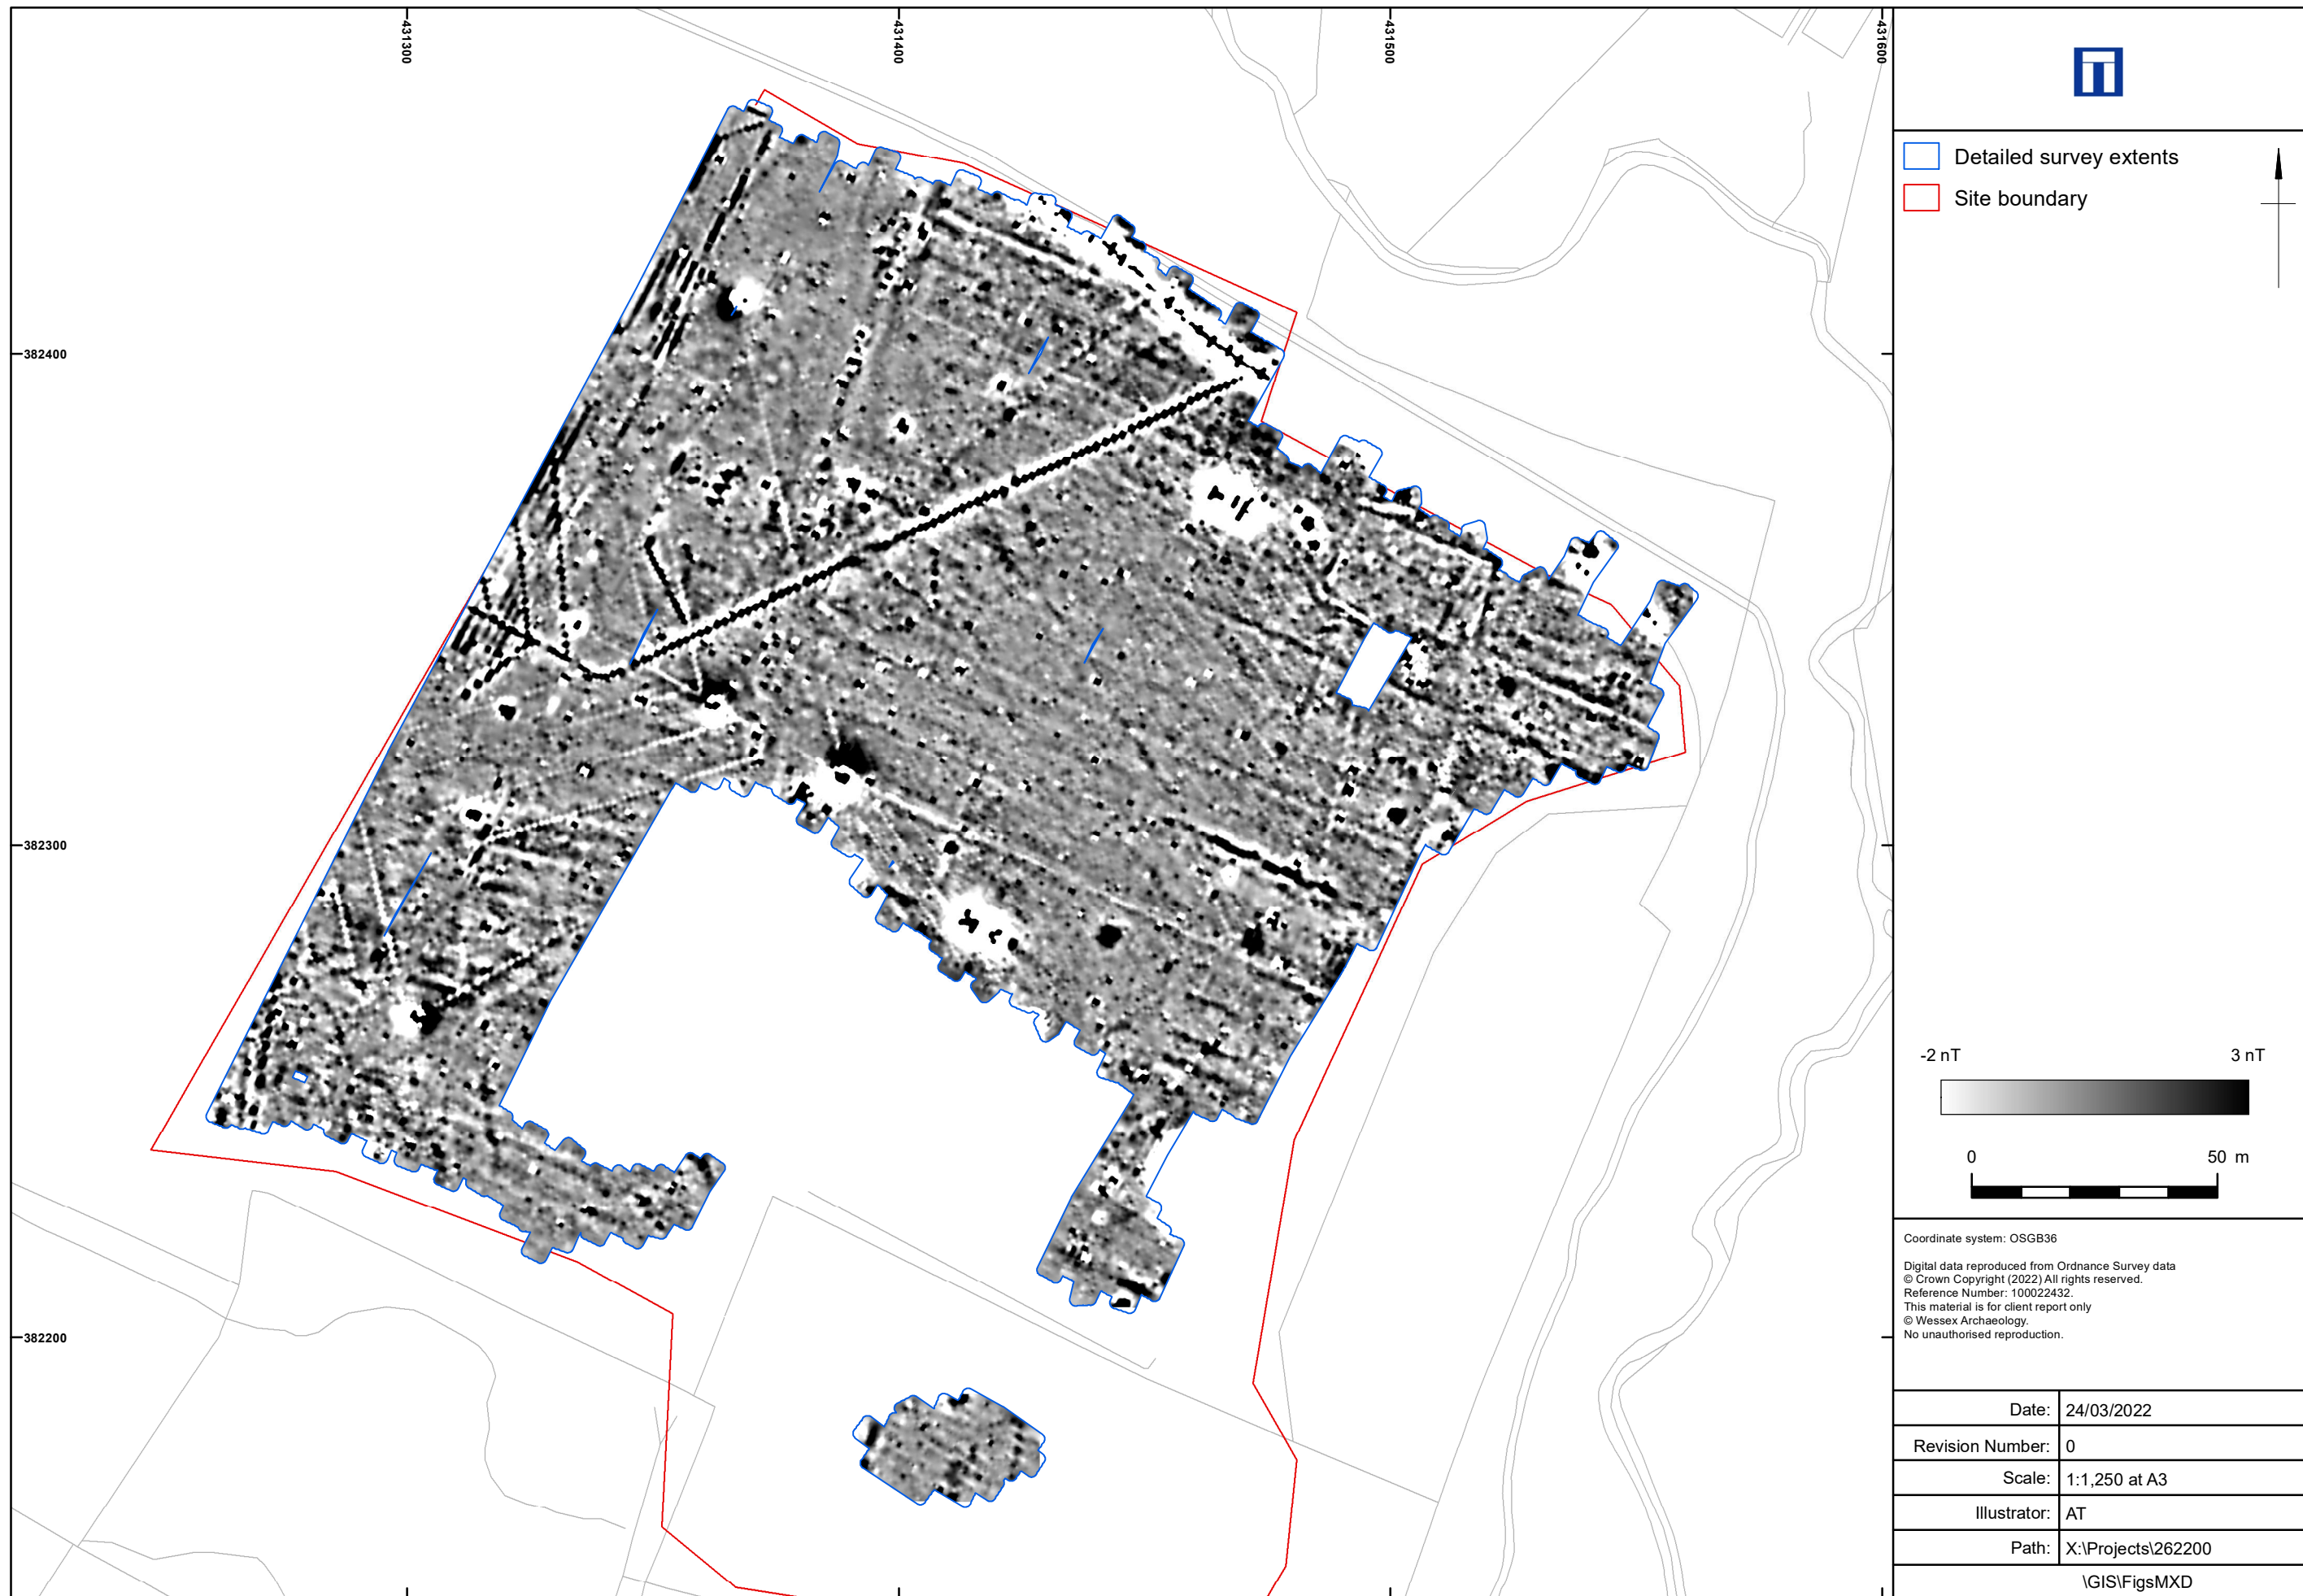 431300
431400
431500
431600
382400
382300
382200
Detailed survey extents
Site boundary
-2 nT
3 nT
0
50 m
Coordinate system: OSGB36
Digital data reproduced from Ordnance Survey data
© Crown Copyright (2022) All rights reserved.
Reference Number: 100022432.
This material is for client report only
© Wessex Archaeology.
No unauthorised reproduction.
Date: 24/03/2022
Revision Number: 0
Scale: 1:1,250 at A3
Illustrator: AT
Path: X:\Projects\262200
\GIS\FigsMXD